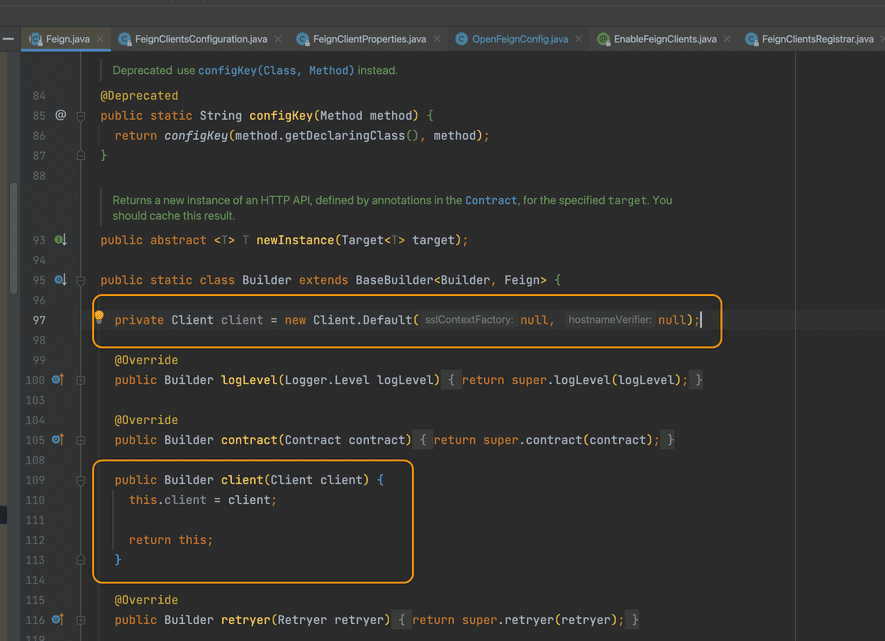 Feign.java FeignClientsConfiguration.java FeignClientProperties.java OpenFeignConfig.java EnableFeignClients.java FeignClientsRegistrar.java
Deprecated use configKey(Class, Method) instead.
84 @Deprecated
85 @ public static String configKey(Method method) {
86 return configKey(method.getDeclaringClass(), method);
87 }
88
Returns a new instance of an HTTP API, defined by annotations in the Contract, for the specified target. You
should cache this result.
93 public abstract <T> T newInstance(Target<T> target);
94
95 public static class Builder extends BaseBuilder<Builder, Feign> {
96
97 private Client client = new Client.Default( sslContextFactory: null, hostnameVerifier: null);
98
99 @Override
100 public Builder logLevel(Logger.Level logLevel) { return super.logLevel(logLevel); }
103
104 @Override
105 public Builder contract(Contract contract) { return super.contract(contract); }
108
109 public Builder client(Client client) {
110 this.client = client;
111
112 return this;
113 }
114
115 @Override
116 public Builder retryer(Retryer retryer) { return super.retryer(retryer); }
119